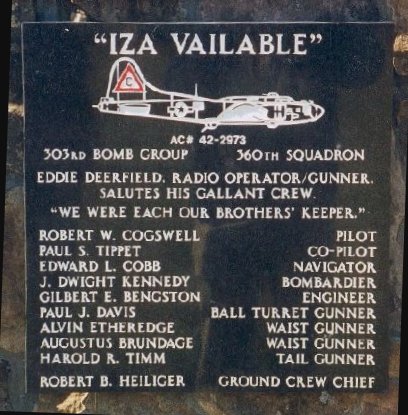 "IZA VAILABLE"
C
AC# 42-2973
303RD BOMB GROUP 360TH SQUADRON
EDDIE DEERFIELD, RADIO OPERATOR/GUNNER,
SALUTES HIS GALLANT CREW.
"WE WERE EACH OUR BROTHERS' KEEPER."
ROBERT W. COGSWELL PILOT
PAUL S. TIPPET CO-PILOT
EDWARD L. COBB NAVIGATOR
J. DWIGHT KENNEDY BOMBARDIER
GILBERT E. BENGSTON ENGINEER
PAUL J. DAVIS BALL TURRET GUNNER
ALVIN ETHEREDGE WAIST GUNNER
AUGUSTUS BRUNDAGE WAIST GUNNER
HAROLD R. TIMM TAIL GUNNER
ROBERT B. HEILIGER GROUND CREW CHIEF